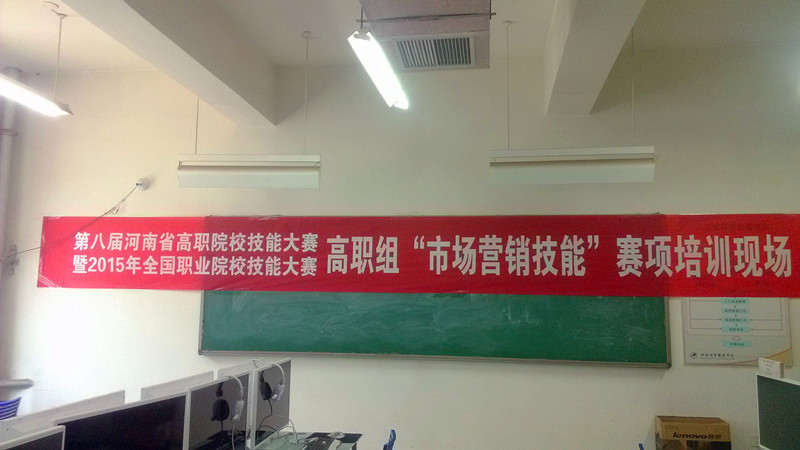 第八届河南省高职院校技能大赛
暨2015年全国职业院校技能大赛
高职组“市场营销技能”赛项培训现场
lenovo